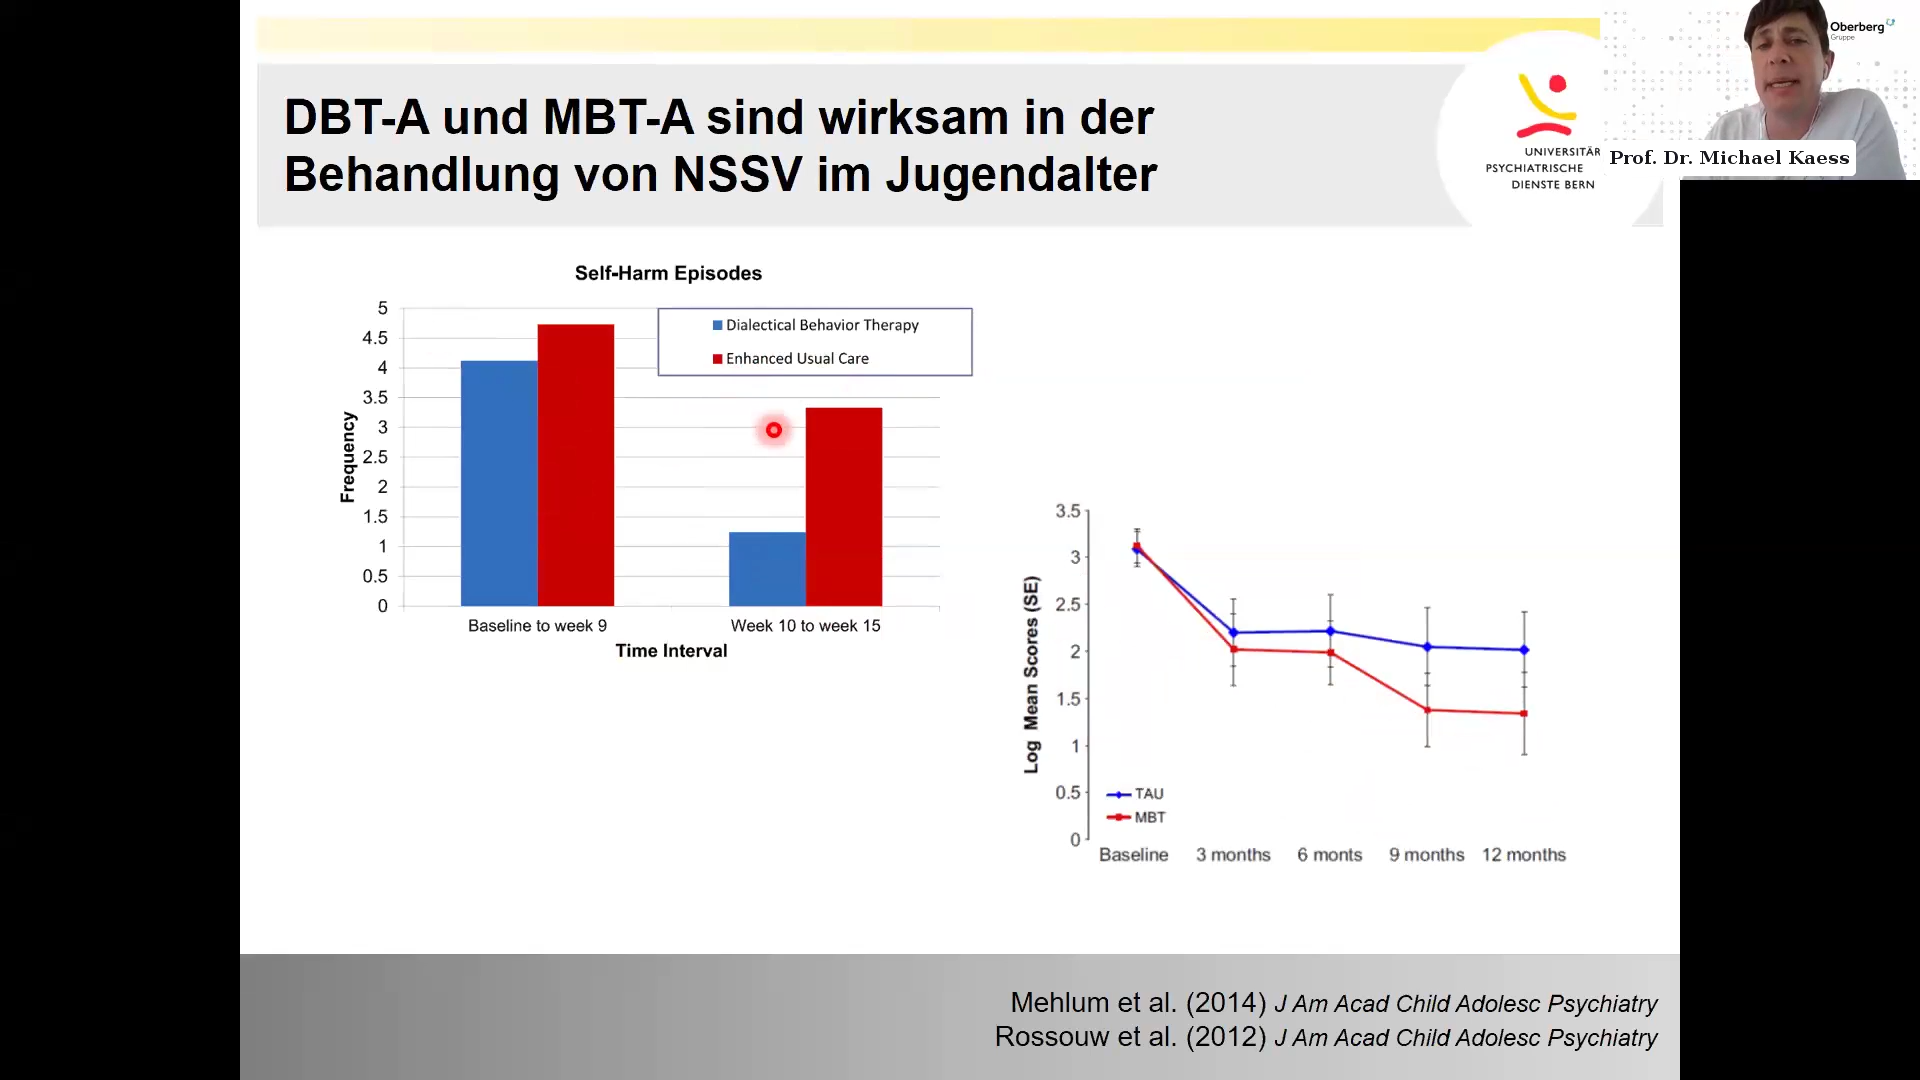 DBT-A und MBT-A sind wirksam in der
Behandlung von NSSV im Jugendalter
UNIVERSITÄR
PSYCHIATRISCHE
DIENSTE BERN
Oberberg
Gruppe
Prof. Dr. Michael Kaess
Self-Harm Episodes
Dialectical Behavior Therapy
Enhanced Usual Care
Frequency
5
4.5
4
3.5
3
2.5
2
1.5
1
0.5
0
Baseline to week 9
Week 10 to week 15
Time Interval
Log Mean Scores (SE)
3.5
3
2.5
2
1.5
1
0.5
0
TAU
MBT
Baseline
3 months
6 monts
9 months
12 months
Mehlum et al. (2014) J Am Acad Child Adolesc Psychiatry
Rossouw et al. (2012) J Am Acad Child Adolesc Psychiatry